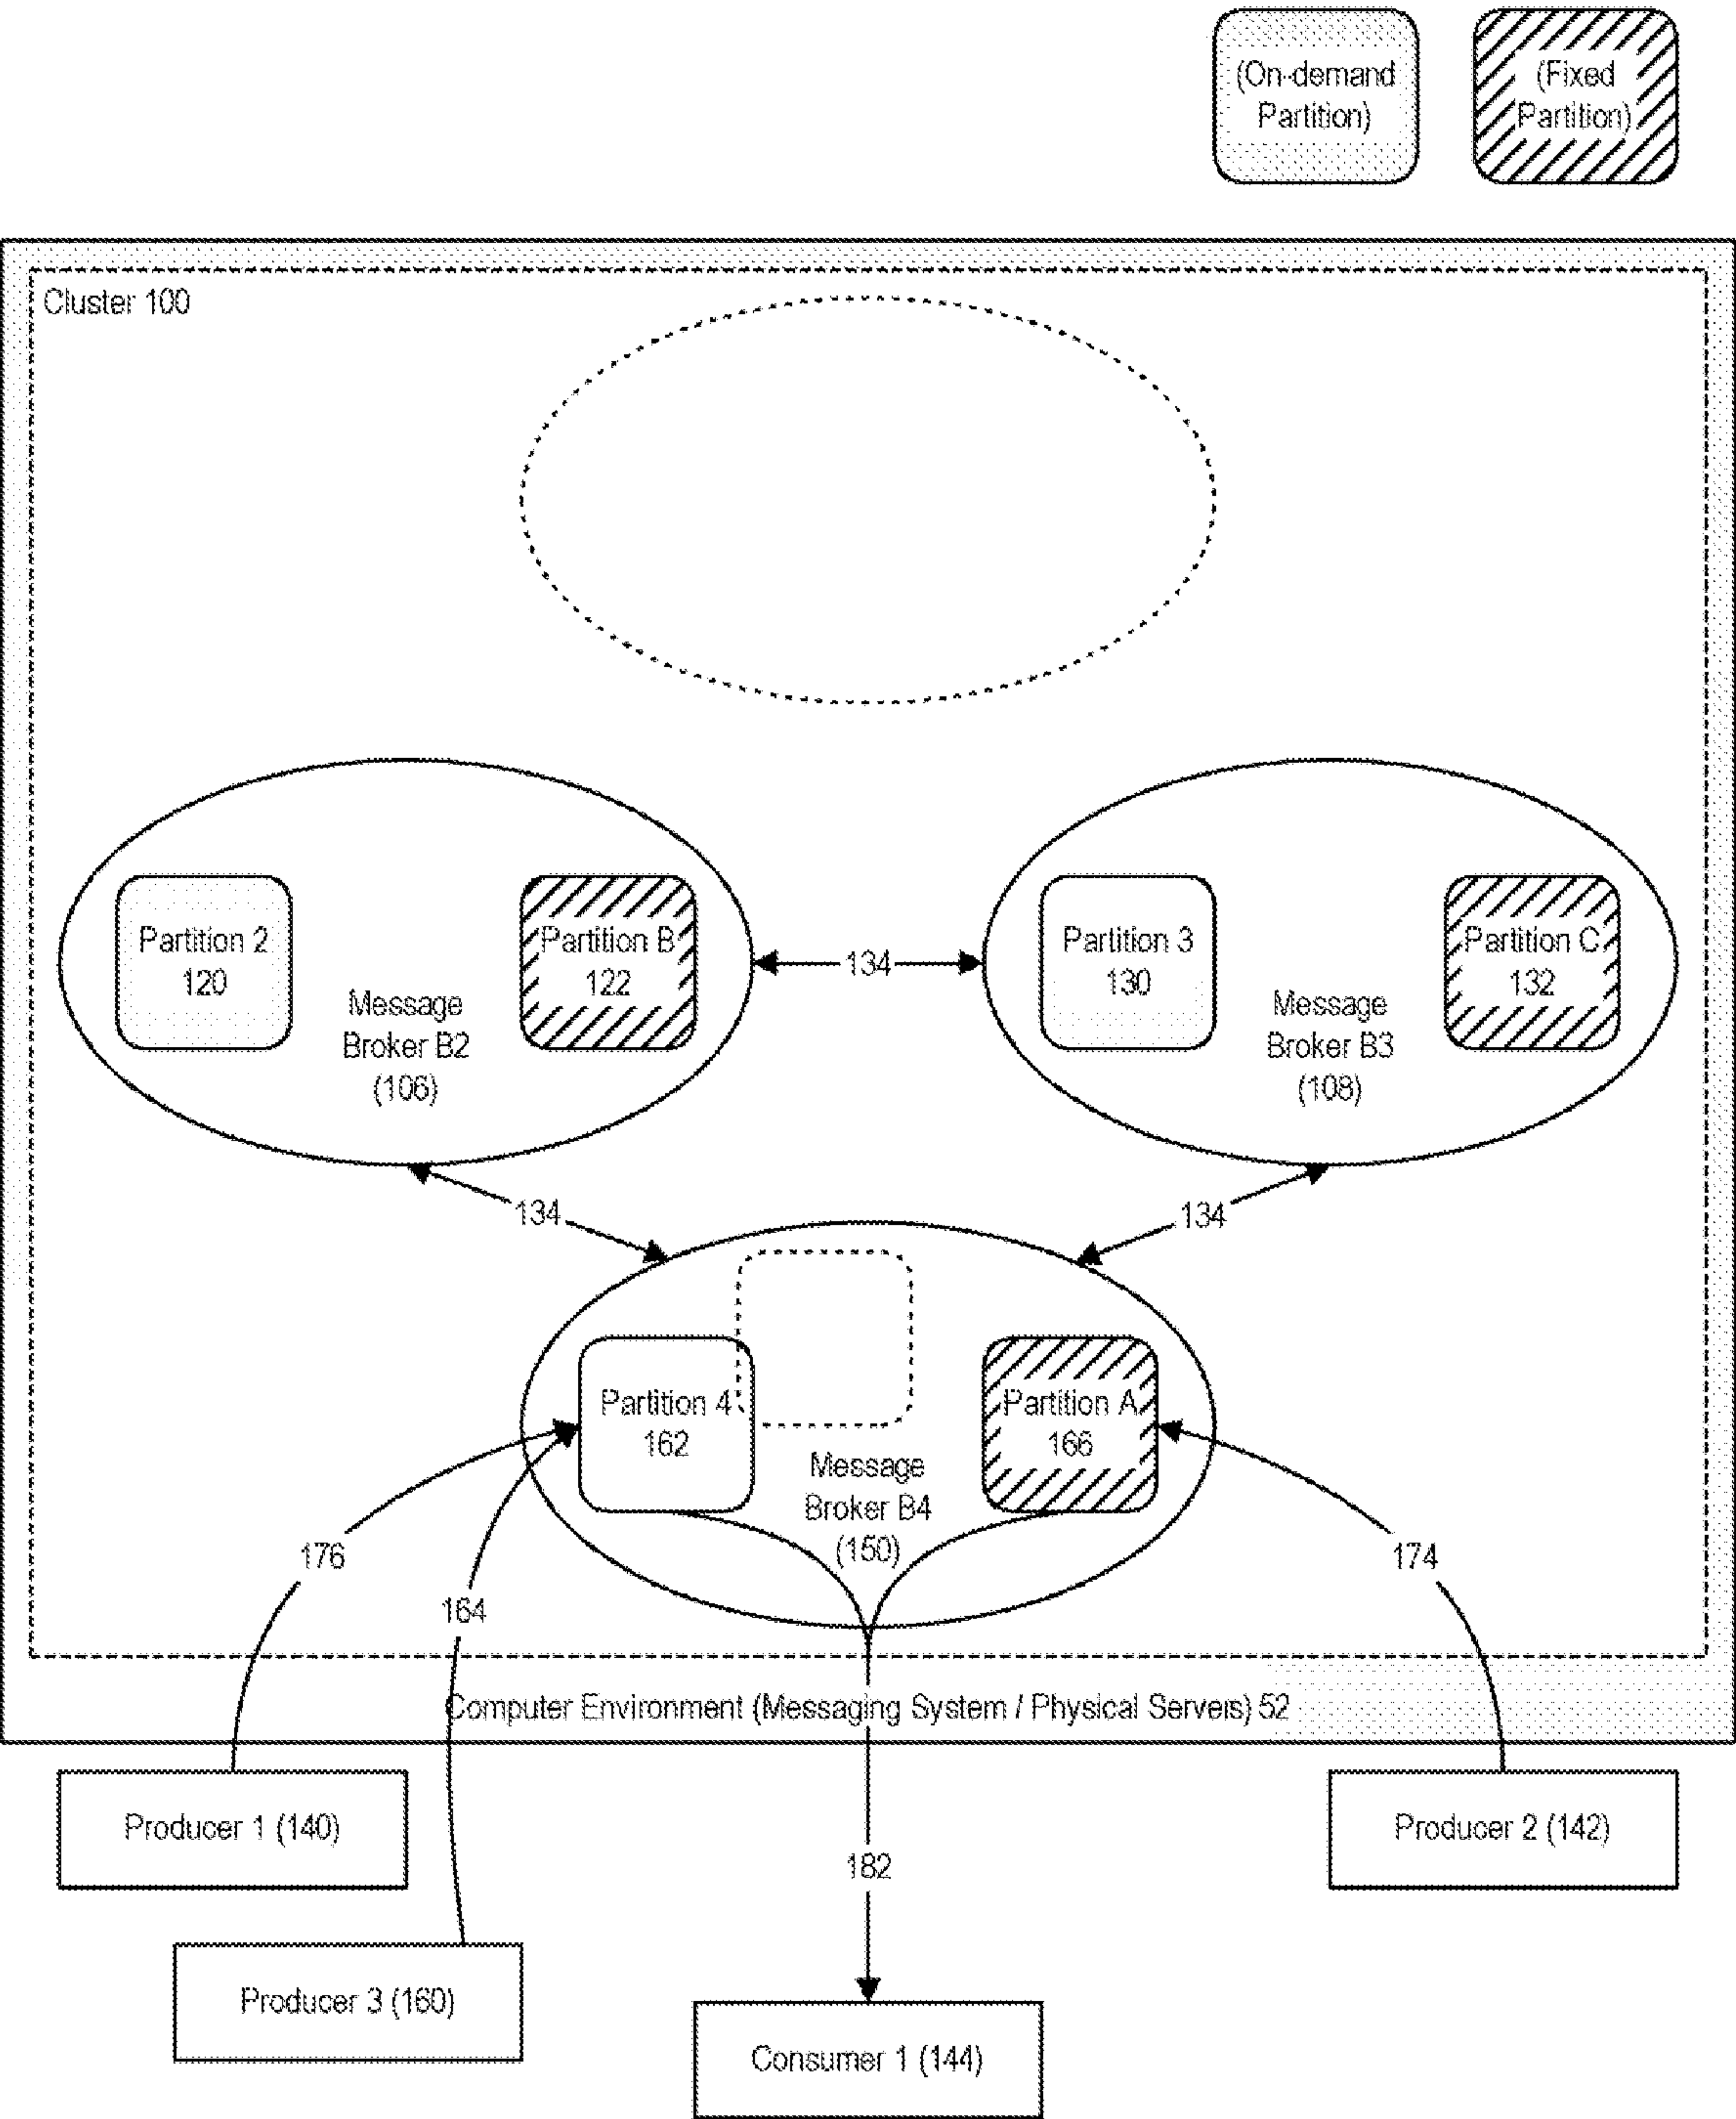 (On-demand
Partition)
(Fixed
Partition)
Cluster 100
Partition 2
120
Partition B
122
Message
Broker B2
(106)
134
Partition 3
130
Partition C
132
Message
Broker B3
(108)
134
134
Partition 4
162
Partition A
166
Message
Broker B4
(150)
176
164
174
Computer Environment (Messaging System / Physical Servers) 52
Producer 1 (140)
Producer 2 (142)
182
Producer 3 (160)
Consumer 1 (144)